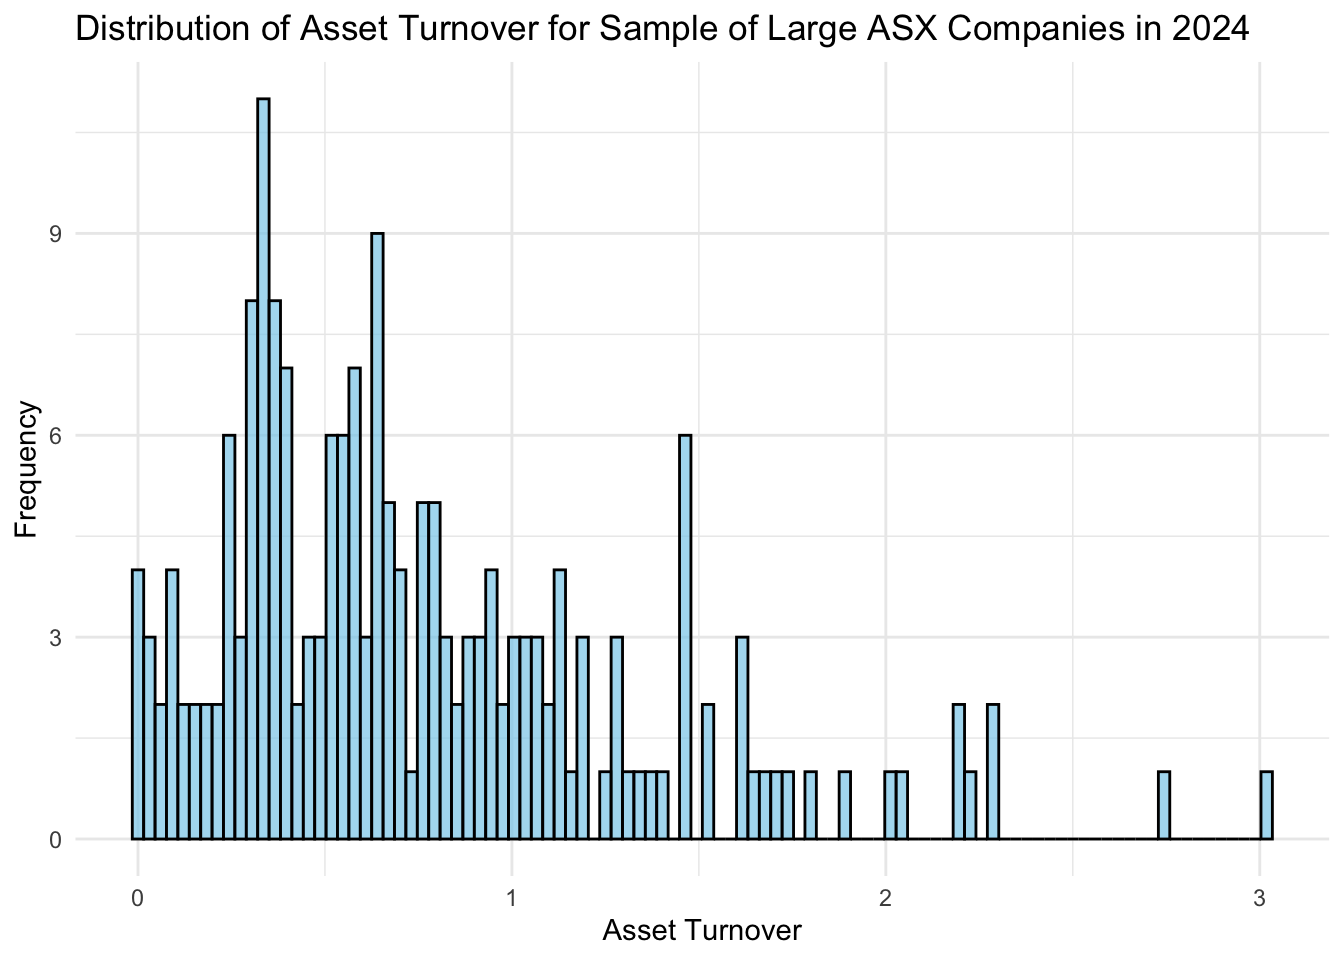 Distribution of Asset Turnover for Sample of Large ASX Companies in 2024
Frequency
9
6
3
0
0 1 2 3
Asset Turnover